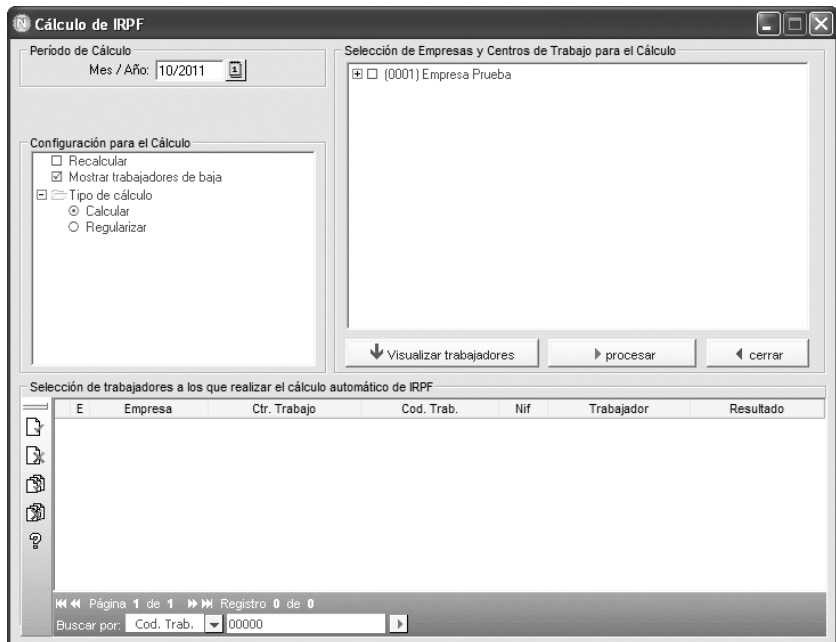 Cálculo de IRPF
Período de Cálculo
Mes / Año: 10/2011
Selección de Empresas y Centros de Trabajo para el Cálculo
(0001) Empresa Prueba
Configuración para el Cálculo
Recalcular
Mostrar trabajadores de baja
Tipo de cálculo
Calcular
Regularizar
Visualizar trabajadores procesar cerrar
Selección de trabajadores a los que realizar el cálculo automático de IRPF
E Empresa Ctr. Trabajo Cod. Trab. Nif Trabajador Resultado
Página 1 de 1 Registro 0 de 0
Buscar por: Cod. Trab. 00000